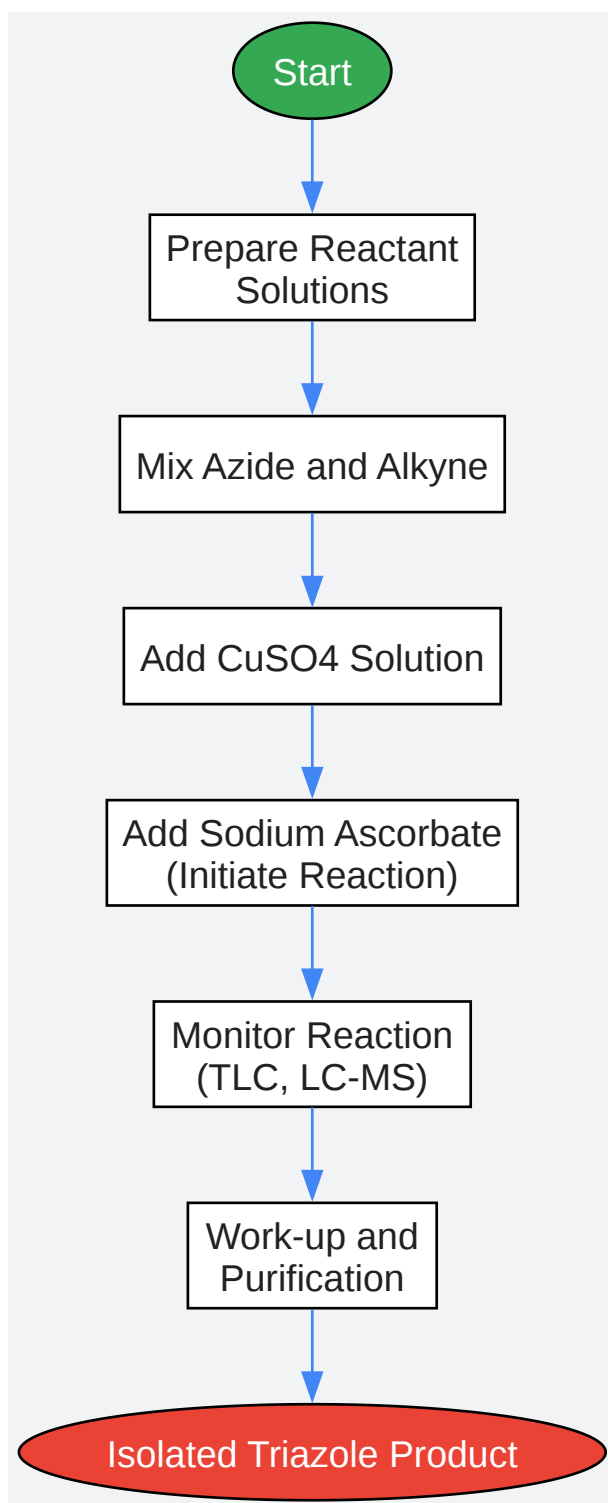 Start
Prepare Reactant
Solutions
Mix Azide and Alkyne
Add CuSO4 Solution
Add Sodium Ascorbate
(Initiate Reaction)
Monitor Reaction
(TLC, LC-MS)
Work-up and
Purification
Isolated Triazole Product